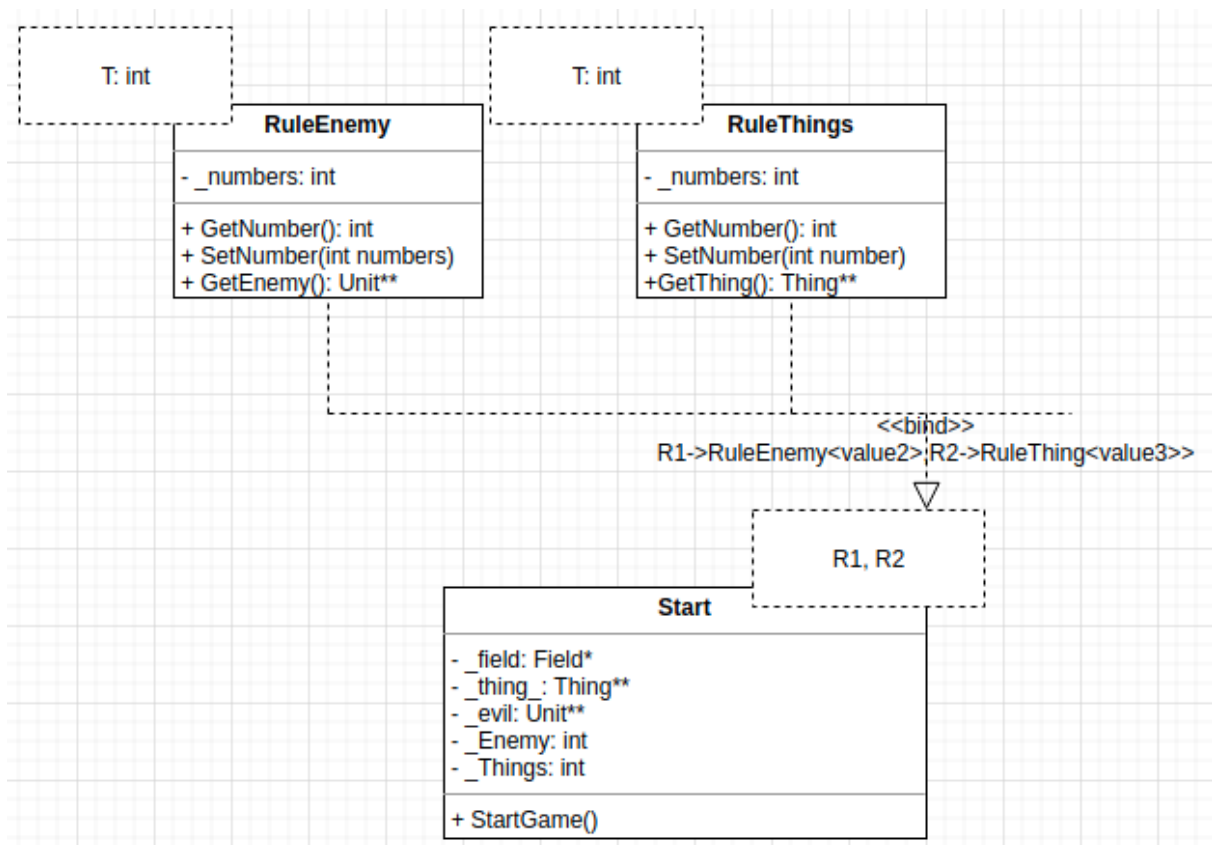 T: int
RuleEnemy
- _numbers: int
+ GetNumber(): int
+ SetNumber(int numbers)
+ GetEnemy(): Unit**
T: int
RuleThings
- _numbers: int
+ GetNumber(): int
+ SetNumber(int number)
+GetThing(): Thing**
<<bind>>
R1->RuleEnemy<value2> R2->RuleThing<value3>>
R1, R2
Start
- _field: Field*
- _thing_: Thing**
- _evil: Unit**
- _Enemy: int
- _Things: int
+ StartGame()